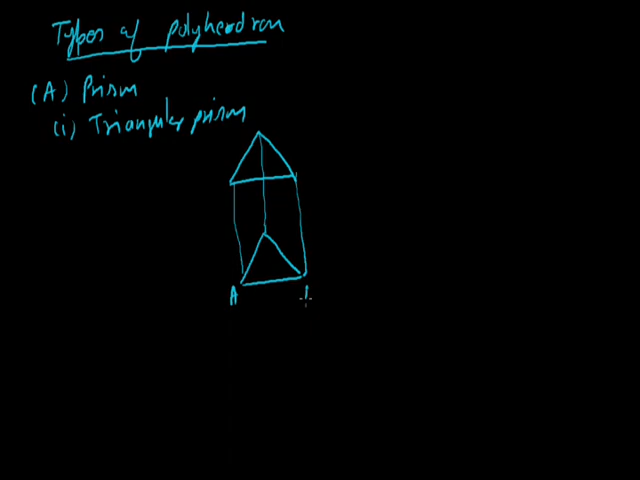 Types of polyhedron
(A) Prism
(i) Triangular prism
A